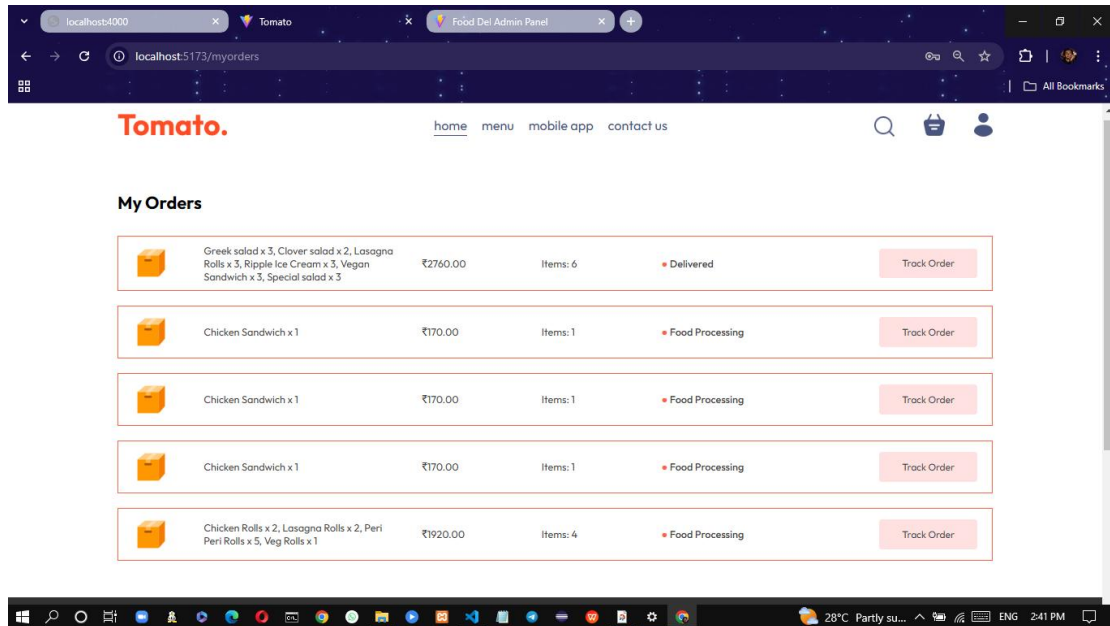 localhost:4000
Tomato
Food Del Admin Panel
localhost:5173/myorders
All Bookmarks
Tomato.
home menu mobile app contact us
My Orders
Greek salad x 3, Clover salad x 2, Lasagna
Rolls x 3, Ripple Ice Cream x 3, Vegan
Sandwich x 3, Special salad x 3
₹2760.00
Items: 6
Delivered
Track Order
Chicken Sandwich x 1
₹170.00
Items: 1
Food Processing
Track Order
Chicken Sandwich x 1
₹170.00
Items: 1
Food Processing
Track Order
Chicken Sandwich x 1
₹170.00
Items: 1
Food Processing
Track Order
Chicken Rolls x 2, Lasagna Rolls x 2, Peri
Peri Rolls x 5, Veg Rolls x 1
₹1920.00
Items: 4
Food Processing
Track Order
28°C Partly su... ENG 2:41 PM